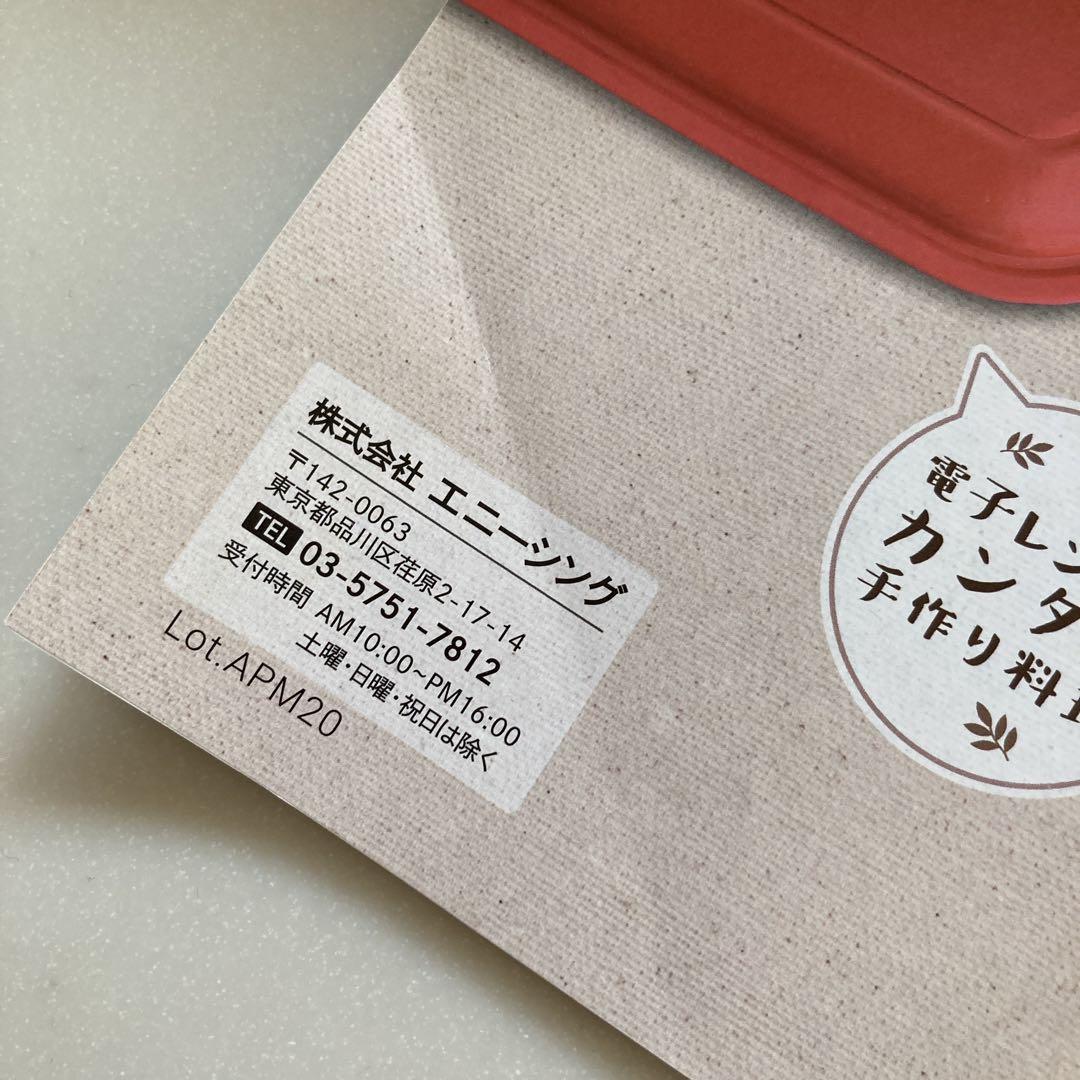 株式会社 エニーシング
〒142-0063
東京都品川区荏原2-17-14
TEL 03-5751-7812
受付時間 AM10:00~PM16:00
土曜・日曜・祝日は除く
Lot.APM20
電子レン
カンタ
手作り料